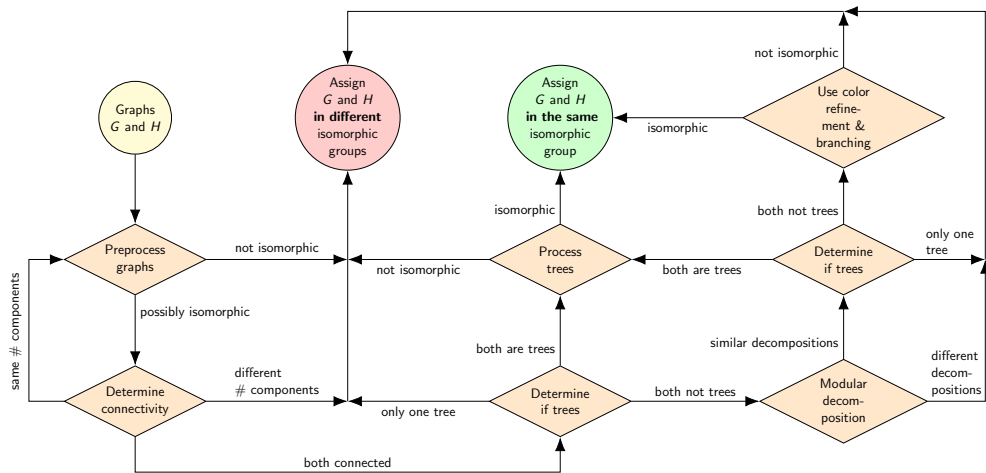 Graphs
G and H
Assign
G and H
in different
isomorphic
groups
Assign
G and H
in the same
isomorphic
group
not isomorphic
Use color
refine-
ment &
branching
isomorphic
isomorphic
both not trees
only one
tree
Preprocess
graphs
not isomorphic
not isomorphic
Process
trees
both are trees
Determine
if trees
same # components
possibly isomorphic
both are trees
similar decompositions
different
decom-
positions
Determine
connectivity
different
# components
only one tree
Determine
if trees
both not trees
Modular
decom-
position
both connected